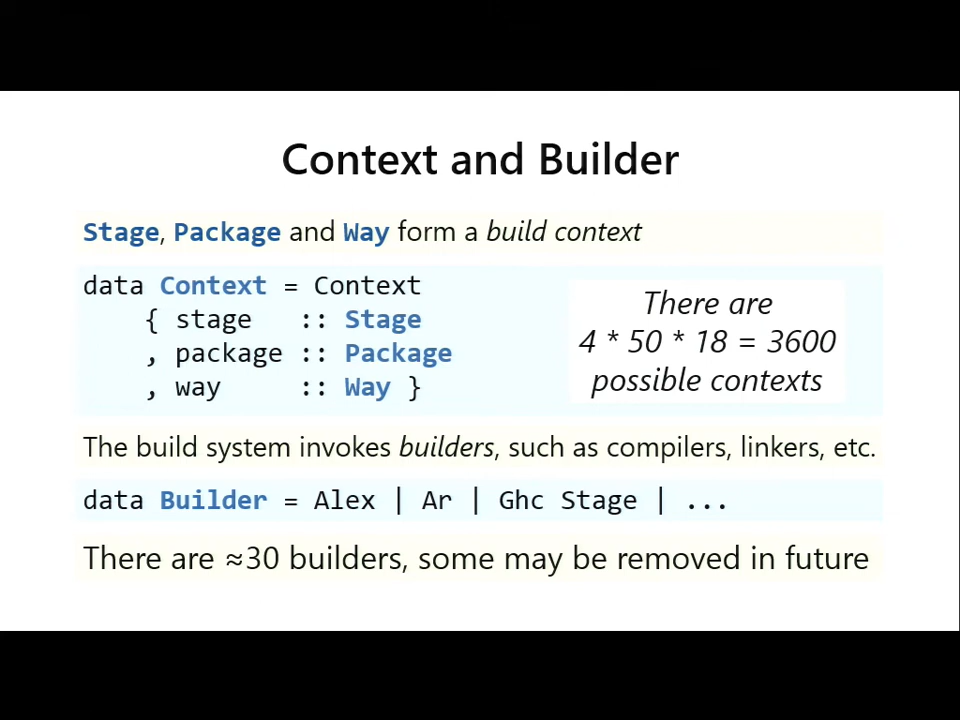 Context and Builder
Stage, Package and Way form a build context
data Context = Context
{ stage :: Stage
, package :: Package
, way :: Way }
There are
4 * 50 * 18 = 3600
possible contexts
The build system invokes builders, such as compilers, linkers, etc.
data Builder = Alex | Ar | Ghc Stage | ...
There are ≈30 builders, some may be removed in future